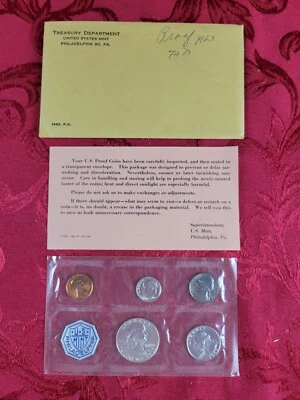 TREASURY DEPARTMENT
UNITED STATES MINT
PHILADELPHIA 30, PA.
Proof 1963
Your U.S. Proof Coins have been carefully inspected, and then sealed in
a transparent envelope. This package was designed to prevent or delay tar-
nishing and discoloration. Nevertheless, sooner or later tarnishing may
occur. Care in handling and storing will help in prolonging the newly-minted
luster of the coins; heat and direct sunlight are especially harmful.
Please do not ask us to make exchanges or adjustments.
If there should appear—what may seem to you—a defect or scratch on a
coin—it is, no doubt, a crease in the packaging material. We tell you this
to save us both unnecessary correspondence.
Superintendent,
U.S. Mint,
Philadelphia, Pa.